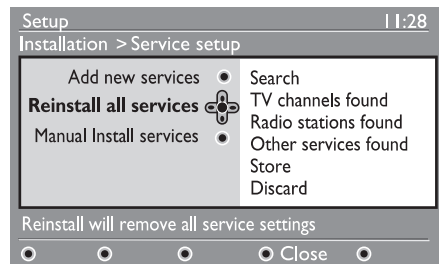 Setup 11:28
Installation > Service setup
Add new services
Reinstall all services
Manual Install services
Search
TV channels found
Radio stations found
Other services found
Store
Discard
Reinstall will remove all service settings
Close